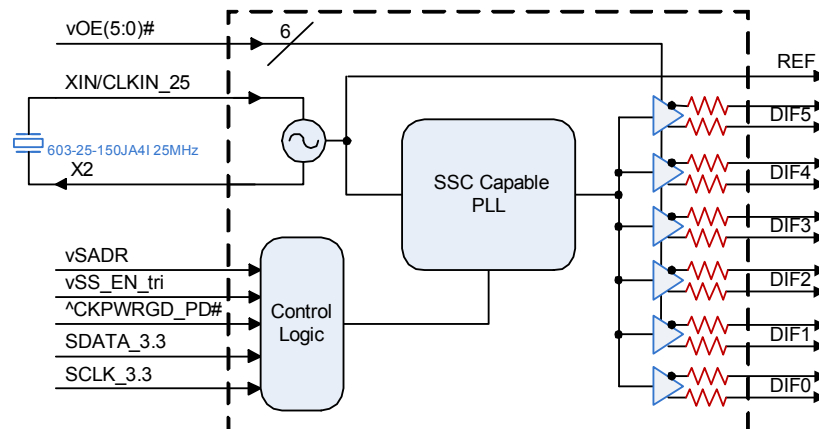 vOE(5:0)#
6
REF
XIN/CLKIN_25
DIF5
603-25-150JA4I 25MHz
X2
SSC Capable
PLL
DIF4
DIF3
vSADR
vSS_EN_tri
^CKPWRGD_PD#
SDATA_3.3
SCLK_3.3
Control
Logic
DIF2
DIF1
DIF0